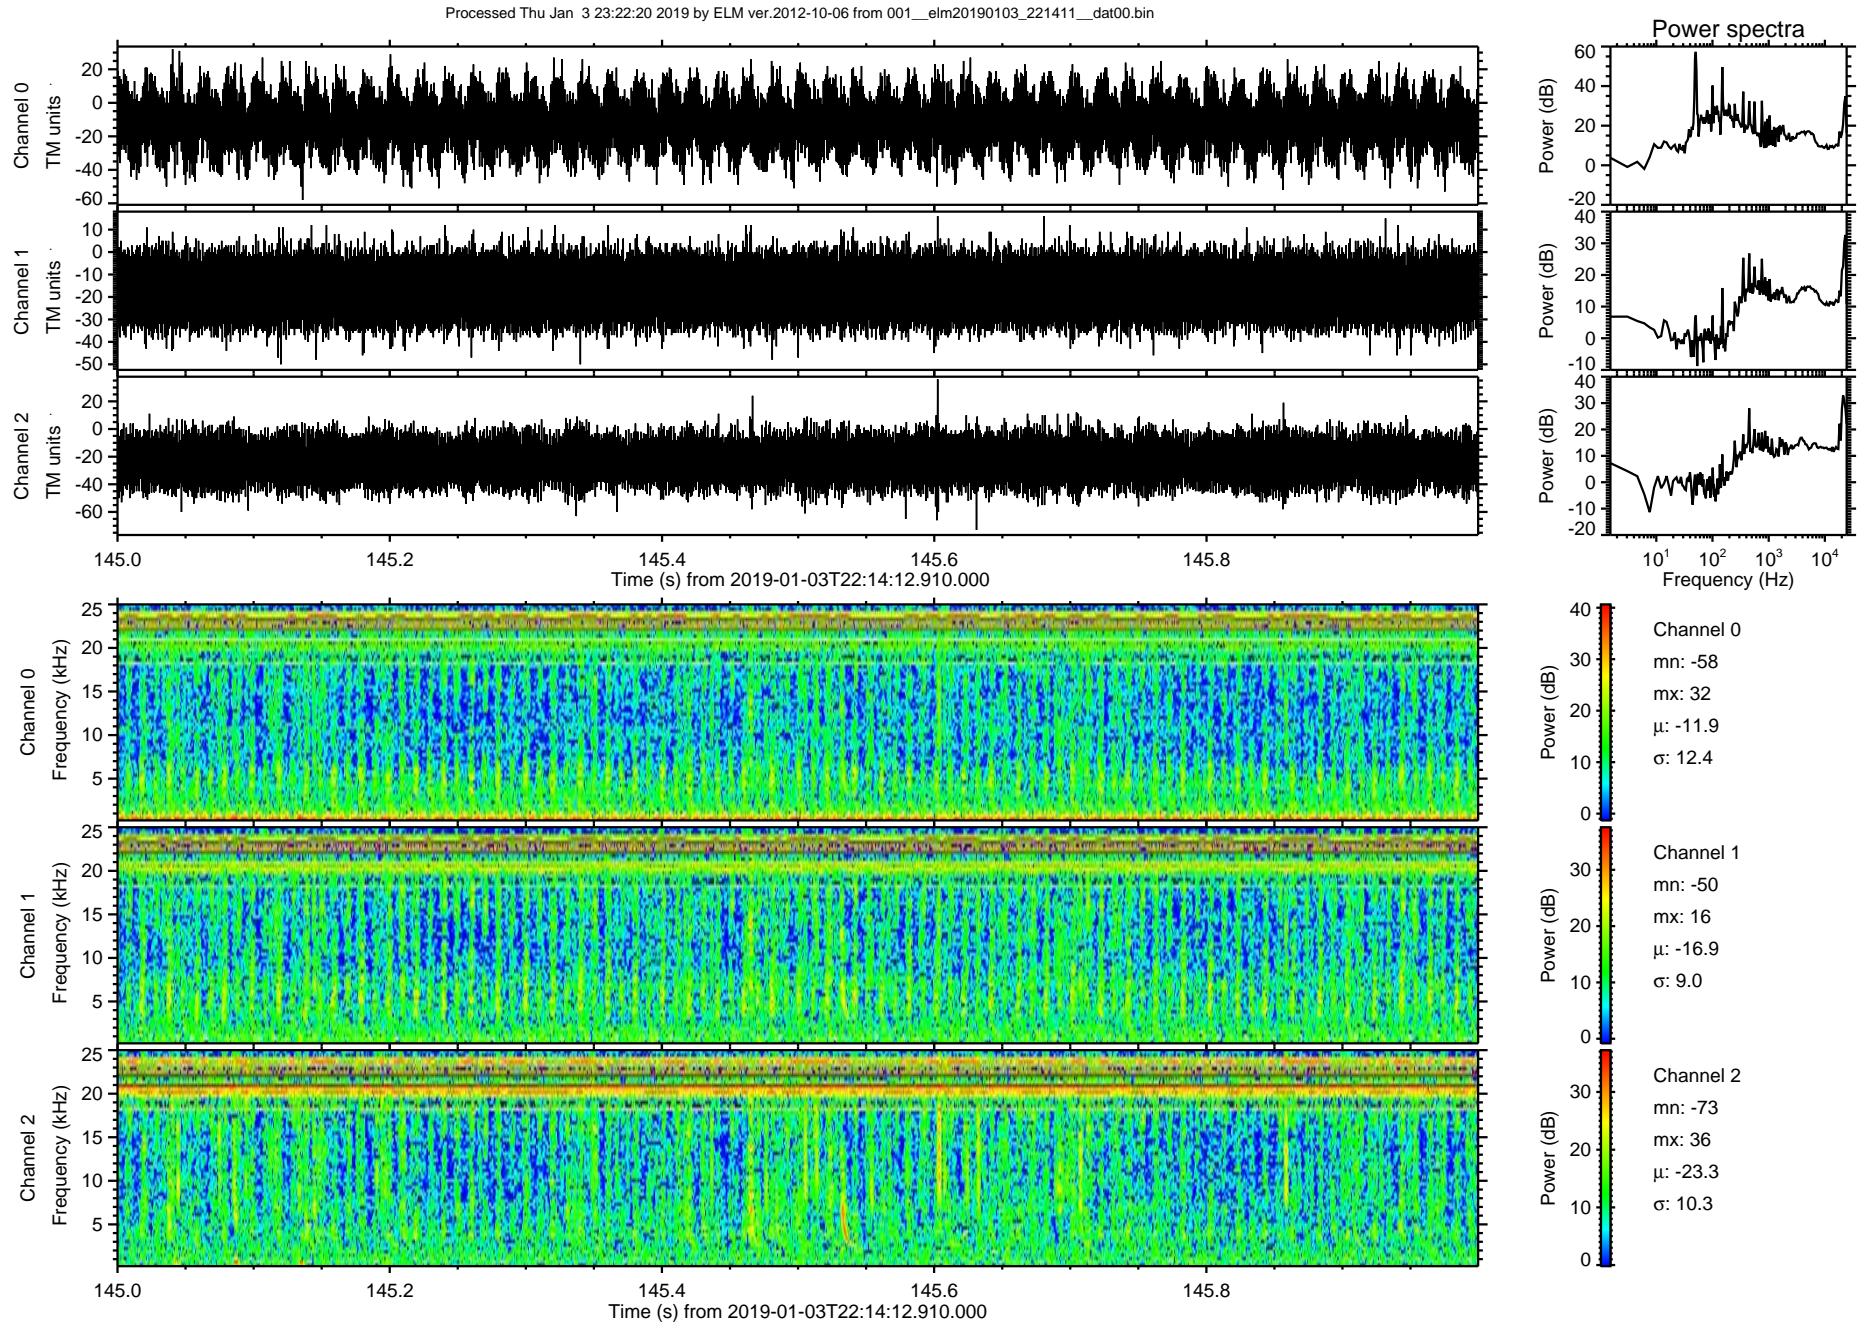 Processed Thu Jan  3 23:22:20 2019 by ELM ver.2012-10-06 from 001__elm20190103_221411__dat00.bin
Power spectra
Channel 0
TM units
20
0
-20
-40
-60
Power (dB)
60
40
20
0
-20
Channel 1
TM units
10
0
-10
-20
-30
-40
-50
Power (dB)
40
30
20
10
0
-10
Channel 2
TM units
20
0
-20
-40
-60
Power (dB)
40
30
20
10
0
-10
-20
145.0 145.2 145.4 145.6 145.8
Time (s) from 2019-01-03T22:14:12.910.000
10^1 10^2 10^3 10^4
Frequency (Hz)
Channel 0
Frequency (kHz)
25
20
15
10
5
Power (dB)
40
30
20
10
0
Channel 0
mn: -58
mx: 32
μ: -11.9
σ: 12.4
Channel 1
Frequency (kHz)
25
20
15
10
5
Power (dB)
30
20
10
0
Channel 1
mn: -50
mx: 16
μ: -16.9
σ: 9.0
Channel 2
Frequency (kHz)
25
20
15
10
5
Power (dB)
30
20
10
0
Channel 2
mn: -73
mx: 36
μ: -23.3
σ: 10.3
145.0 145.2 145.4 145.6 145.8
Time (s) from 2019-01-03T22:14:12.910.000